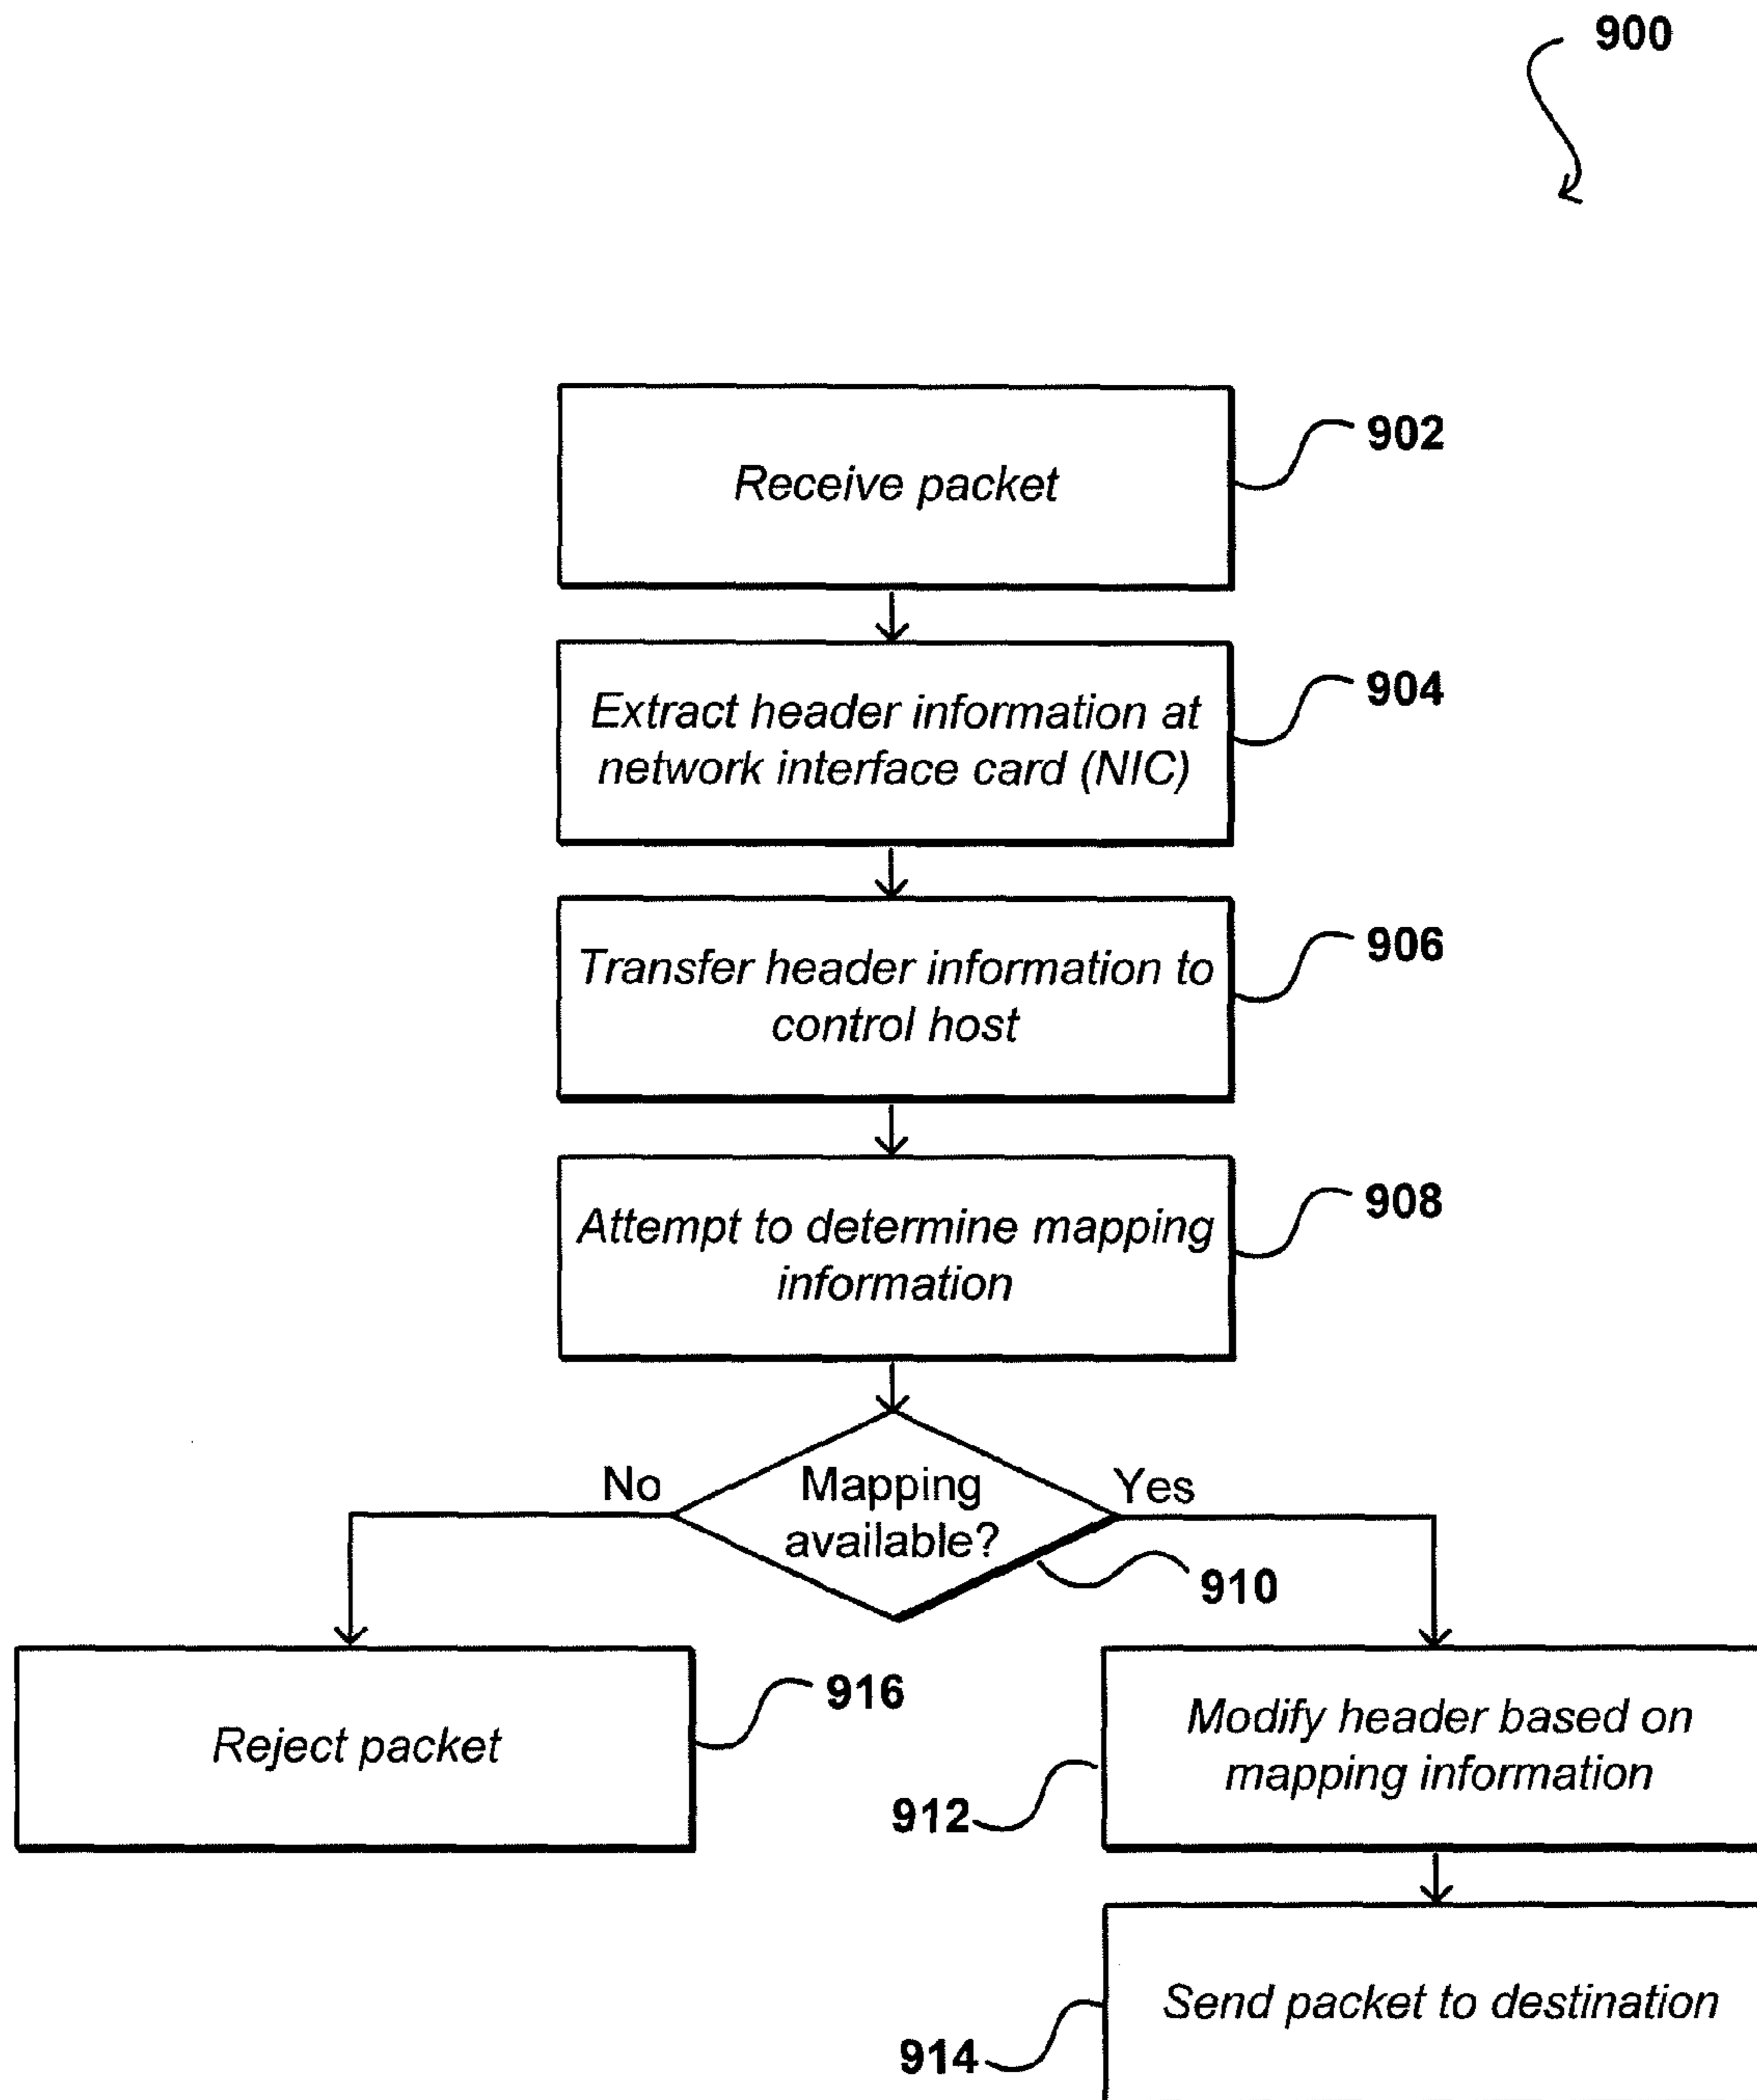 900
Receive packet
902
Extract header information at
network interface card (NIC)
904
Transfer header information to
control host
906
Attempt to determine mapping
information
908
No
Mapping
available?
Yes
910
Reject packet
916
Modify header based on
mapping information
912
Send packet to destination
914